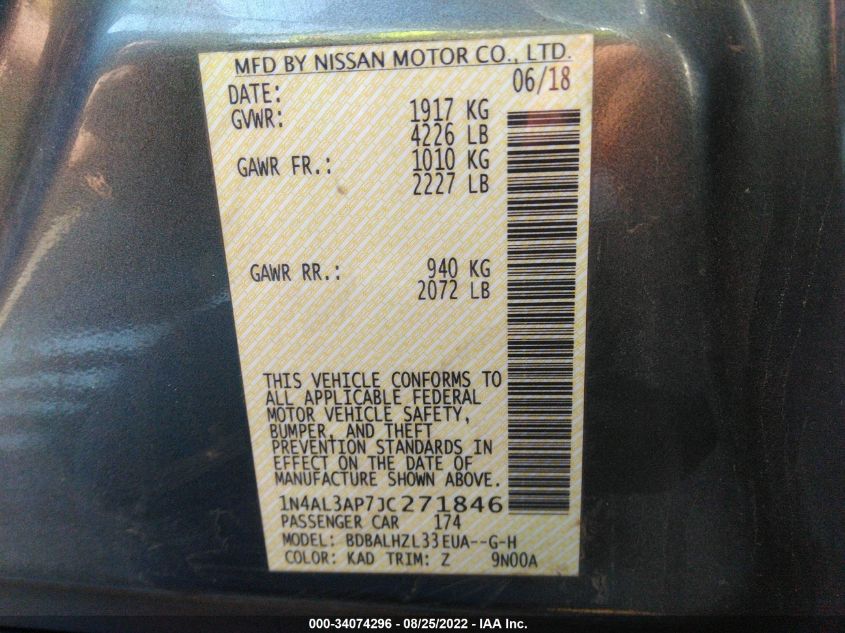 MFD BY NISSAN MOTOR CO., LTD.
DATE: 06/18
GVWR: 1917 KG
4226 LB
GAWR FR.: 1010 KG
2227 LB
GAWR RR.: 940 KG
2072 LB
THIS VEHICLE CONFORMS TO
ALL APPLICABLE FEDERAL
MOTOR VEHICLE SAFETY,
BUMPER, AND THEFT
PREVENTION STANDARDS IN
EFFECT ON THE DATE OF
MANUFACTURE SHOWN ABOVE.
1N4AL3AP7JC271846
PASSENGER CAR 174
MODEL: BDBALHZL33EUA--G-H
COLOR: KAD TRIM: Z 9N00A
000-34074296 - 08/25/2022 - IAA Inc.